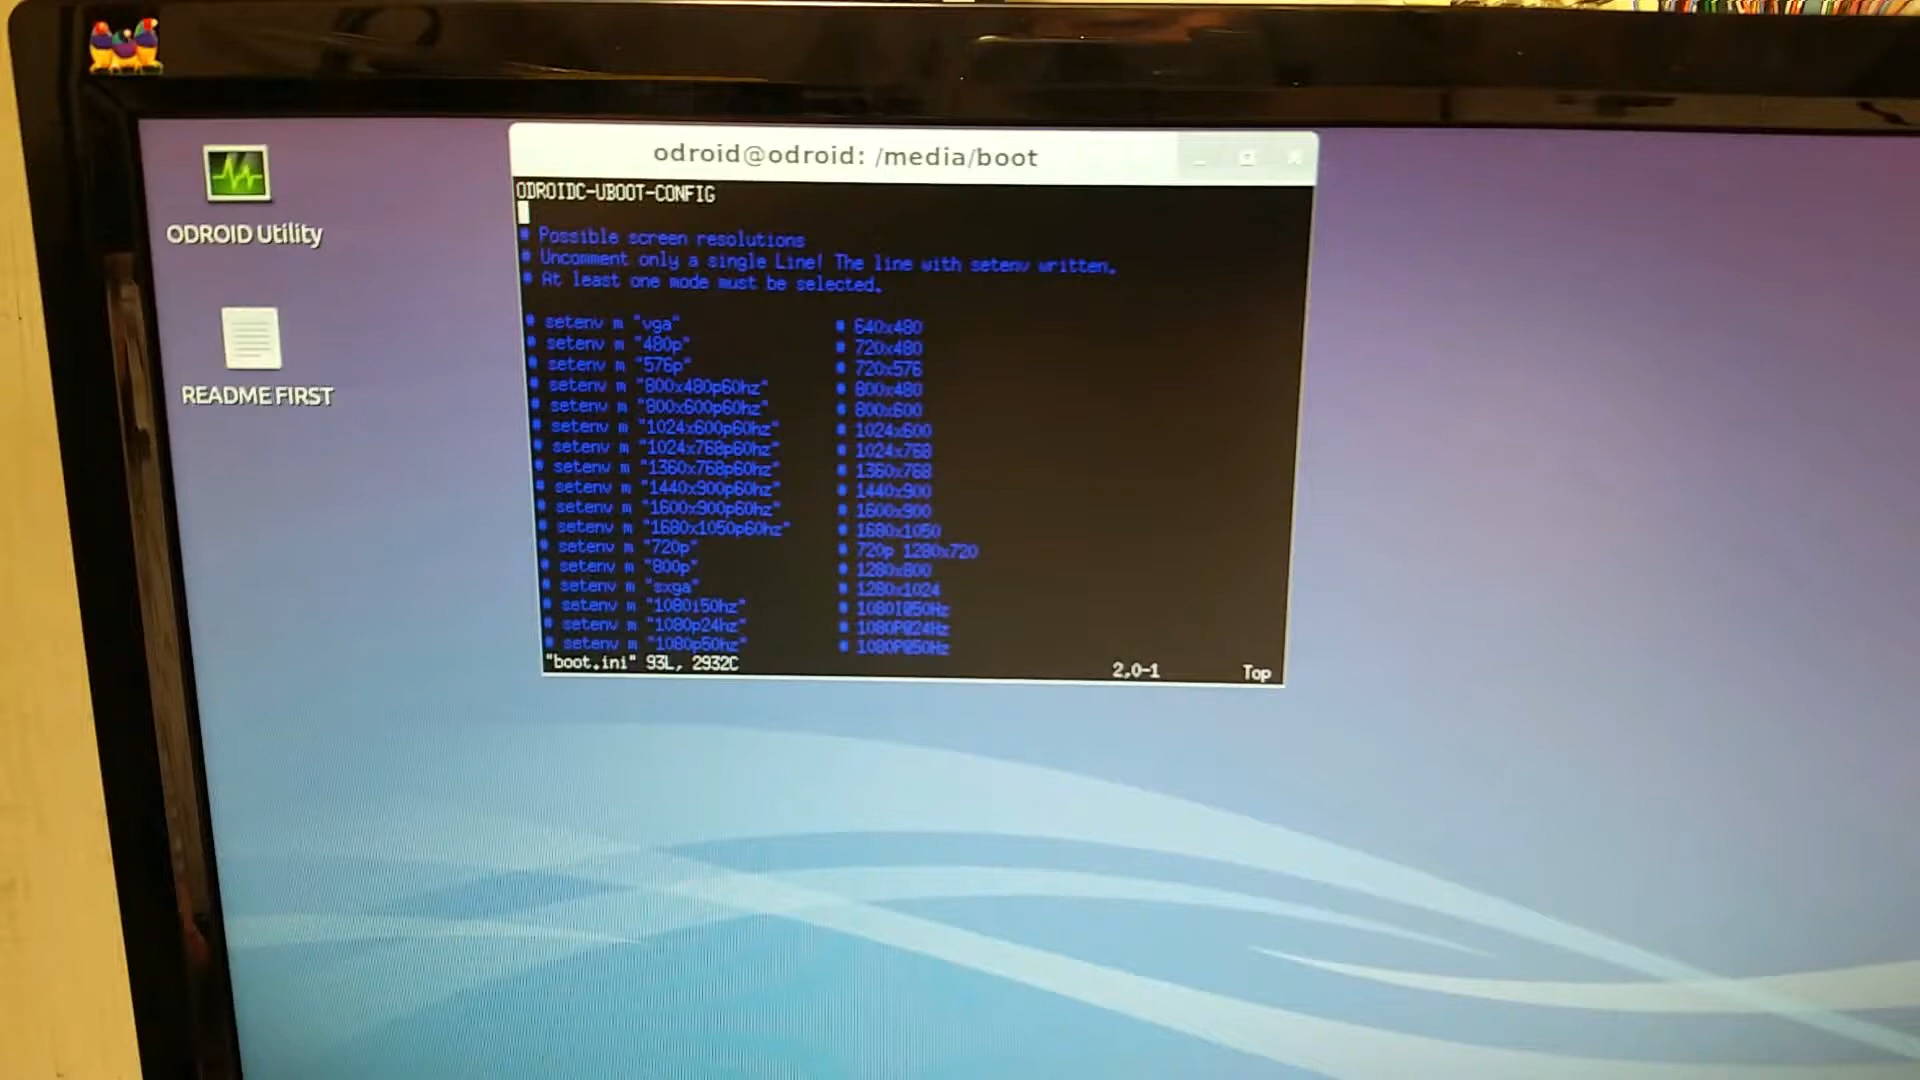 odroid@odroid: /media/boot
ODROID Utility
README FIRST
ODROIDC-UBOOT-CONFIG
# Possible screen resolutions
# Uncomment only a single Line! The line with setenv written.
# At least one mode must be selected.
# setenv m "vga" # 640x480
# setenv m "480p" # 720x480
# setenv m "576p" # 720x576
# setenv m "800x480p60hz" # 800x480
# setenv m "800x600p60hz" # 800x600
# setenv m "1024x600p60hz" # 1024x600
# setenv m "1024x768p60hz" # 1024x768
# setenv m "1360x768p60hz" # 1360x768
# setenv m "1440x900p60hz" # 1440x900
# setenv m "1600x900p60hz" # 1600x900
# setenv m "1680x1050p60hz" # 1680x1050
# setenv m "720p" # 720p 1280x720
# setenv m "800p" # 1280x800
# setenv m "sxga" # 1280x1024
# setenv m "1080i50hz" # 1080I@50Hz
# setenv m "1080p24hz" # 1080P@24Hz
# setenv m "1080p50hz" # 1080P@50Hz
"boot.ini" 93L, 2932C 2,0-1 Top